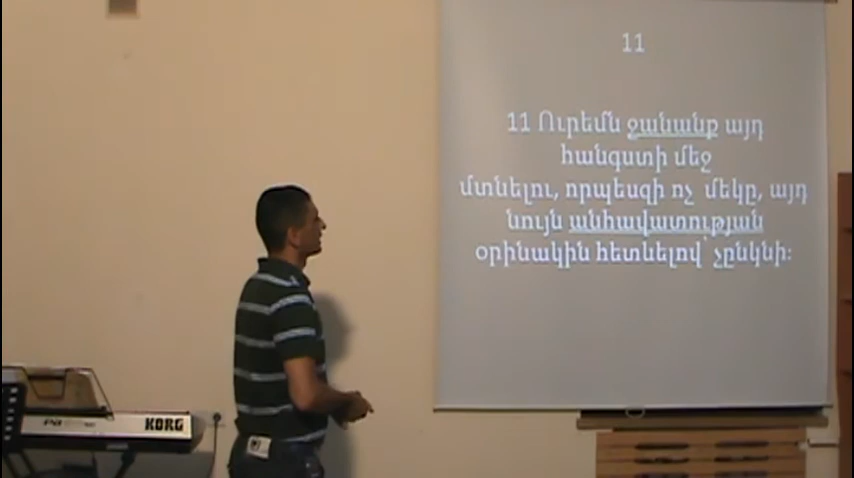 11
11 Ուրեմն ջանանք այդ
հանգստի մեջ
մտնելու, որպեսզի ոչ մեկը, այդ
նույն անհավատության
օրինակին հետևելով՝ չընկնի:
KORG